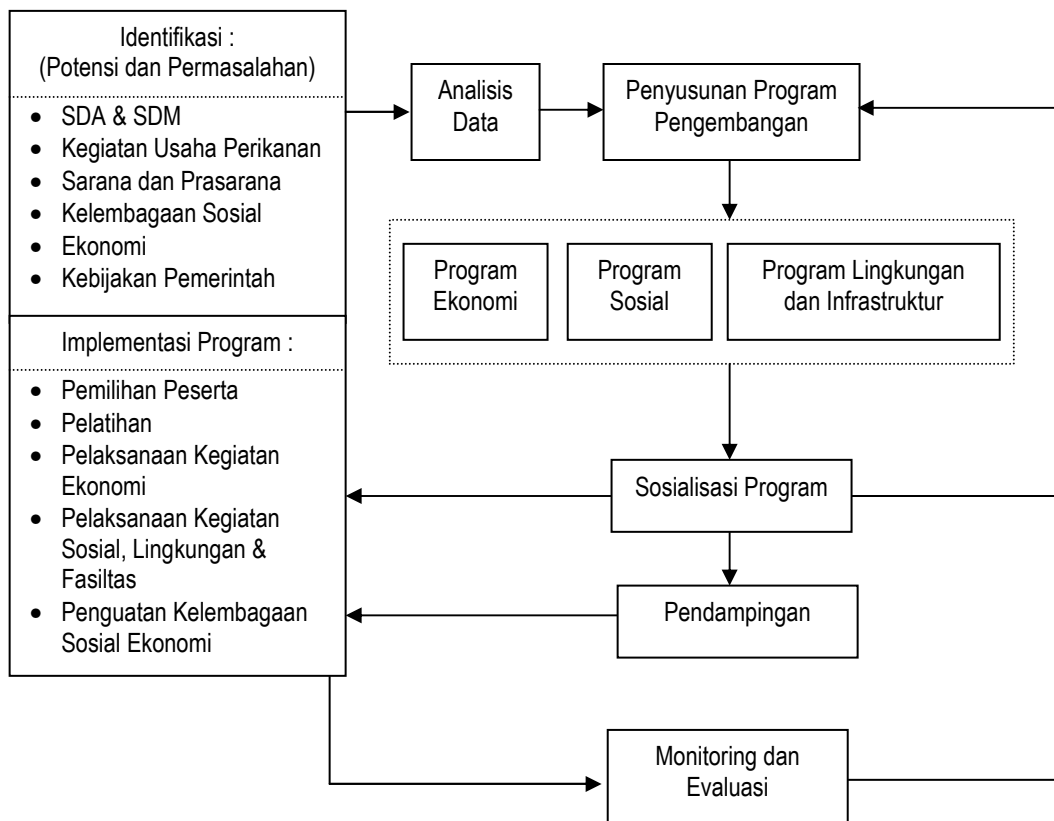 Identifikasi :
(Potensi dan Permasalahan)
• SDA & SDM
• Kegiatan Usaha Perikanan
• Sarana dan Prasarana
• Kelembagaan Sosial
• Ekonomi
• Kebijakan Pemerintah
Analisis
Data
Penyusunan Program
Pengembangan
Program
Ekonomi
Program
Sosial
Program Lingkungan
dan Infrastruktur
Implementasi Program :
• Pemilihan Peserta
• Pelatihan
• Pelaksanaan Kegiatan
Ekonomi
• Pelaksanaan Kegiatan
Sosial, Lingkungan &
Fasiltas
• Penguatan Kelembagaan
Sosial Ekonomi
Sosialisasi Program
Pendampingan
Monitoring dan
Evaluasi